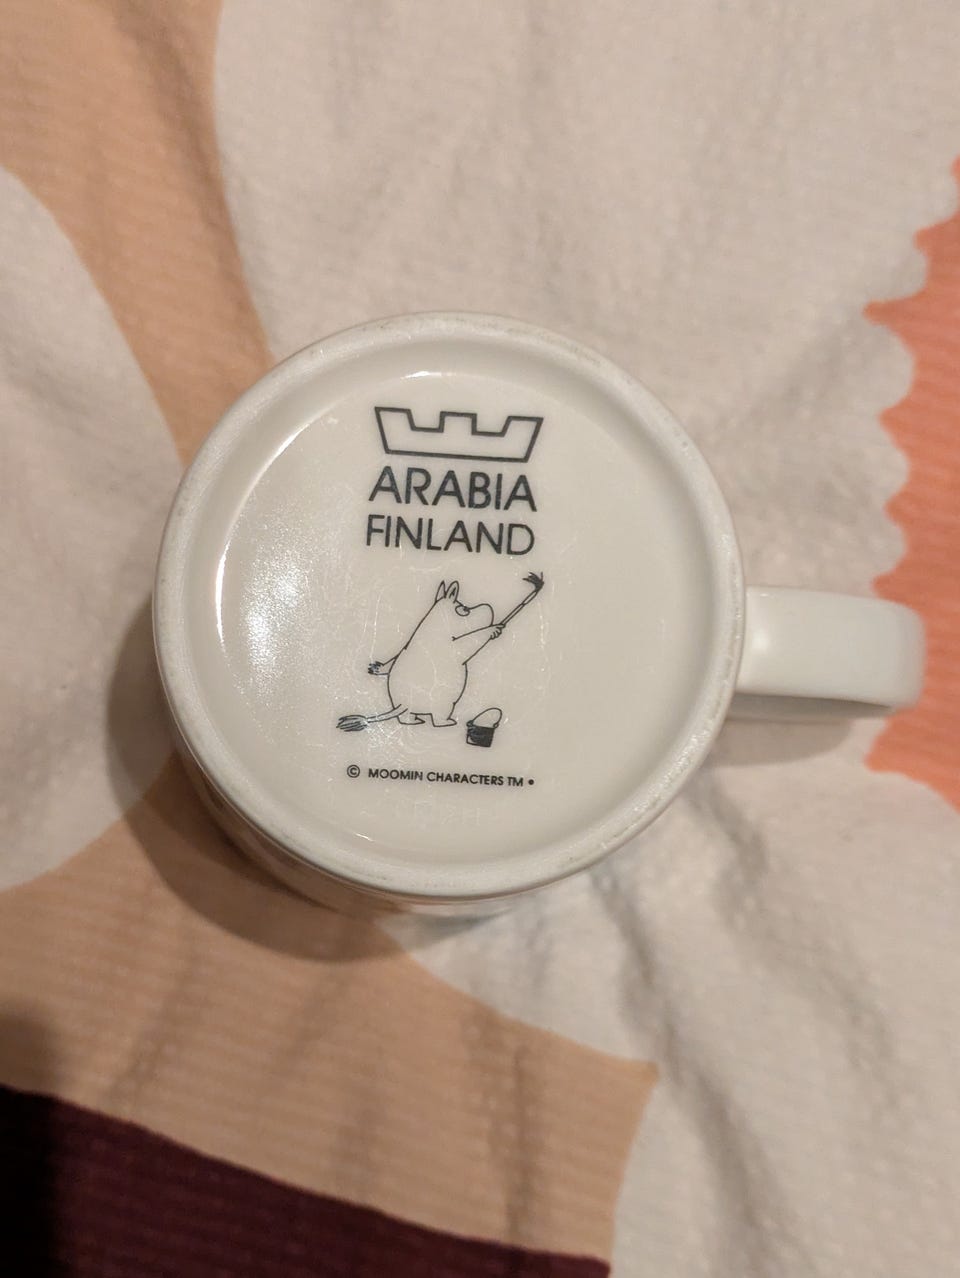 ARABIA
FINLAND
© MOOMIN CHARACTERS TM •